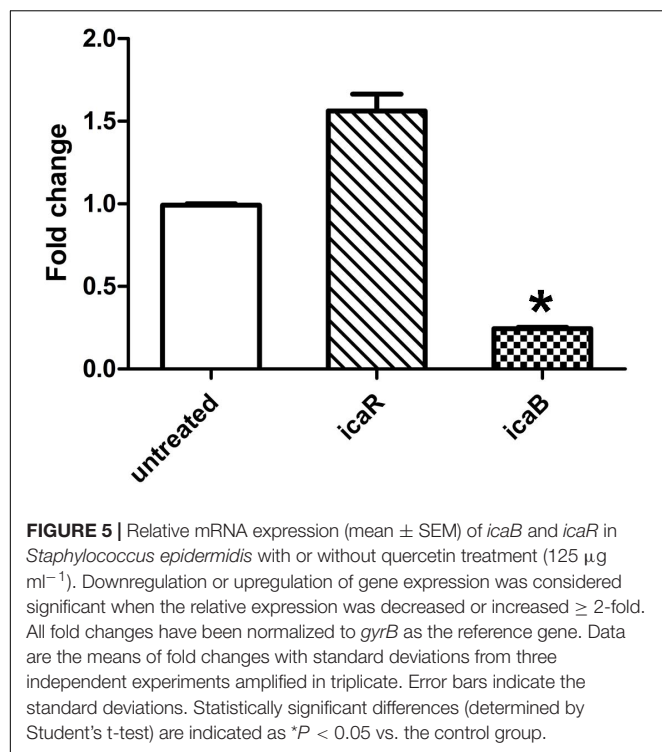 2.0
1.5
1.0
0.5
0.0
Fold change
*
untreated
icaR
icaB
FIGURE 5 | Relative mRNA expression (mean ± SEM) of icaB and icaR in
Staphylococcus epidermidis with or without quercetin treatment (125 μg
ml−1). Downregulation or upregulation of gene expression was considered
significant when the relative expression was decreased or increased ≥ 2-fold.
All fold changes have been normalized to gyrB as the reference gene. Data
are the means of fold changes with standard deviations from three
independent experiments amplified in triplicate. Error bars indicate the
standard deviations. Statistically significant differences (determined by
Student's t-test) are indicated as *P < 0.05 vs. the control group.